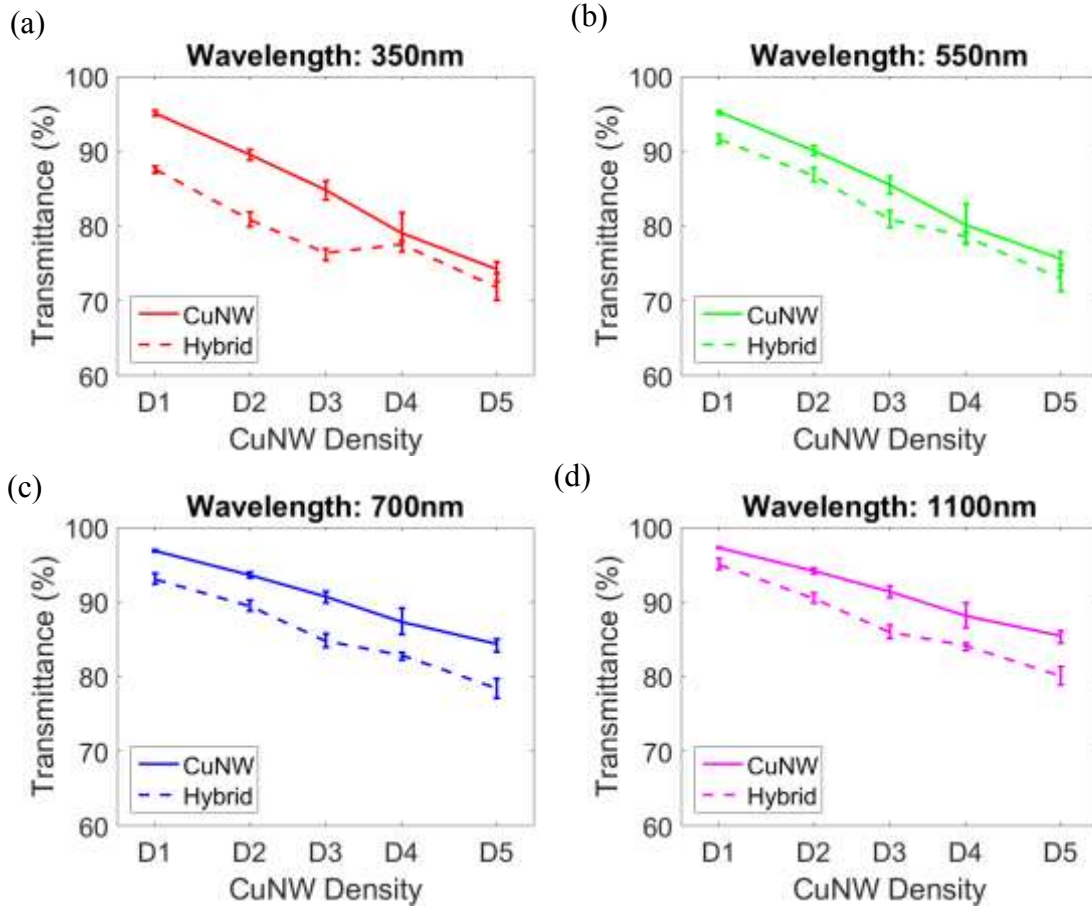 (a)
Wavelength: 350nm
100
90
80
70
60
Transmittance (%)
CuNW
Hybrid
D1 D2 D3 D4 D5
CuNW Density
(b)
Wavelength: 550nm
100
90
80
70
60
Transmittance (%)
CuNW
Hybrid
D1 D2 D3 D4 D5
CuNW Density
(c)
Wavelength: 700nm
100
90
80
70
60
Transmittance (%)
CuNW
Hybrid
D1 D2 D3 D4 D5
CuNW Density
(d)
Wavelength: 1100nm
100
90
80
70
60
Transmittance (%)
CuNW
Hybrid
D1 D2 D3 D4 D5
CuNW Density